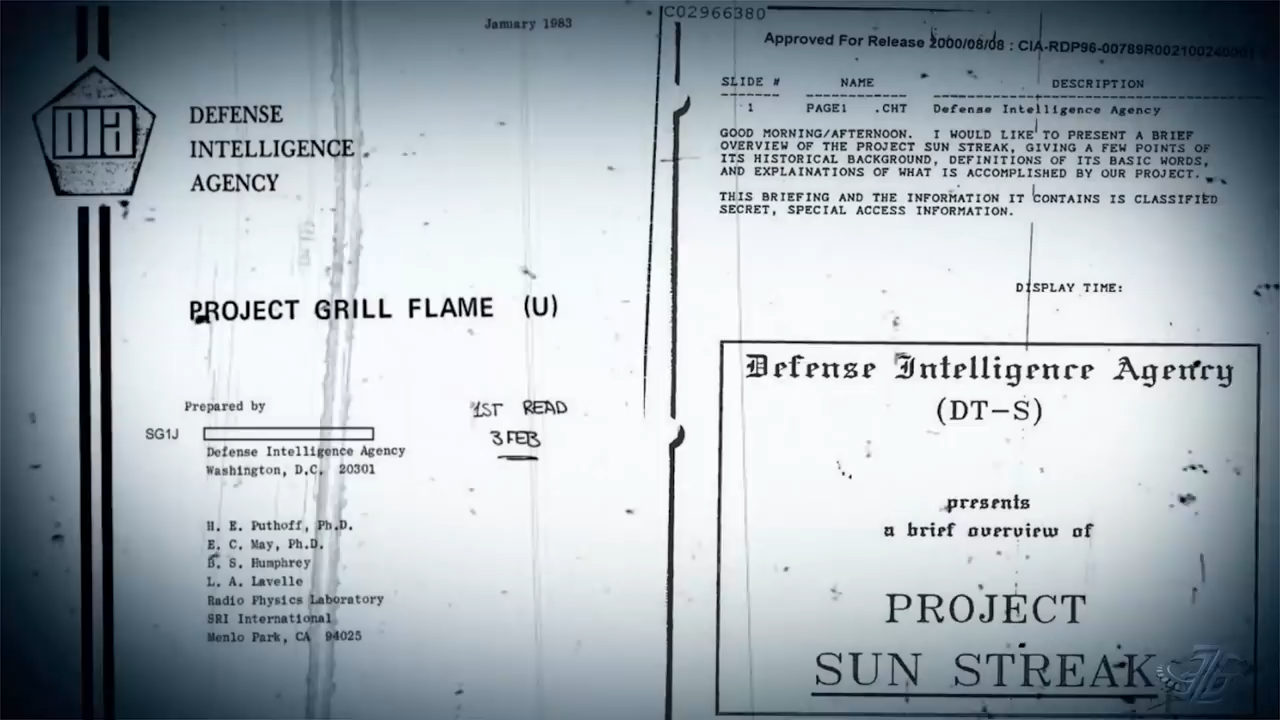 January 1983
DIA
DEFENSE
INTELLIGENCE
AGENCY
PROJECT GRILL FLAME (U)
Prepared by
1ST READ
3 FEB
SG1J
Defense Intelligence Agency
Washington, D.C. 20301
H. E. Puthoff, Ph.D.
E. C. May, Ph.D.
B. S. Humphrey
L. A. Lavelle
Radio Physics Laboratory
SRI International
Menlo Park, CA 94025
C02966380
Approved For Release 2000/08/08 :
SLIDE # NAME DESCRIPTION
1 PAGE1 .CHT Defense Intelligence Agency
GOOD MORNING/AFTERNOON. I WOULD LIKE TO PRESENT A BRIEF
OVERVIEW OF THE PROJECT SUN STREAK, GIVING A FEW POINTS OF
ITS HISTORICAL BACKGROUND, DEFINITIONS OF ITS BASIC WORDS,
AND EXPLAINATIONS OF WHAT IS ACCOMPLISHED BY OUR PROJECT.
THIS BRIEFING AND THE INFORMATION IT CONTAINS IS CLASSIFIED
SECRET, SPECIAL ACCESS INFORMATION.
DISPLAY TIME:
Defense Intelligence Agency
(DT-S)
presents
a brief overview of
PROJECT
SUN STREAK